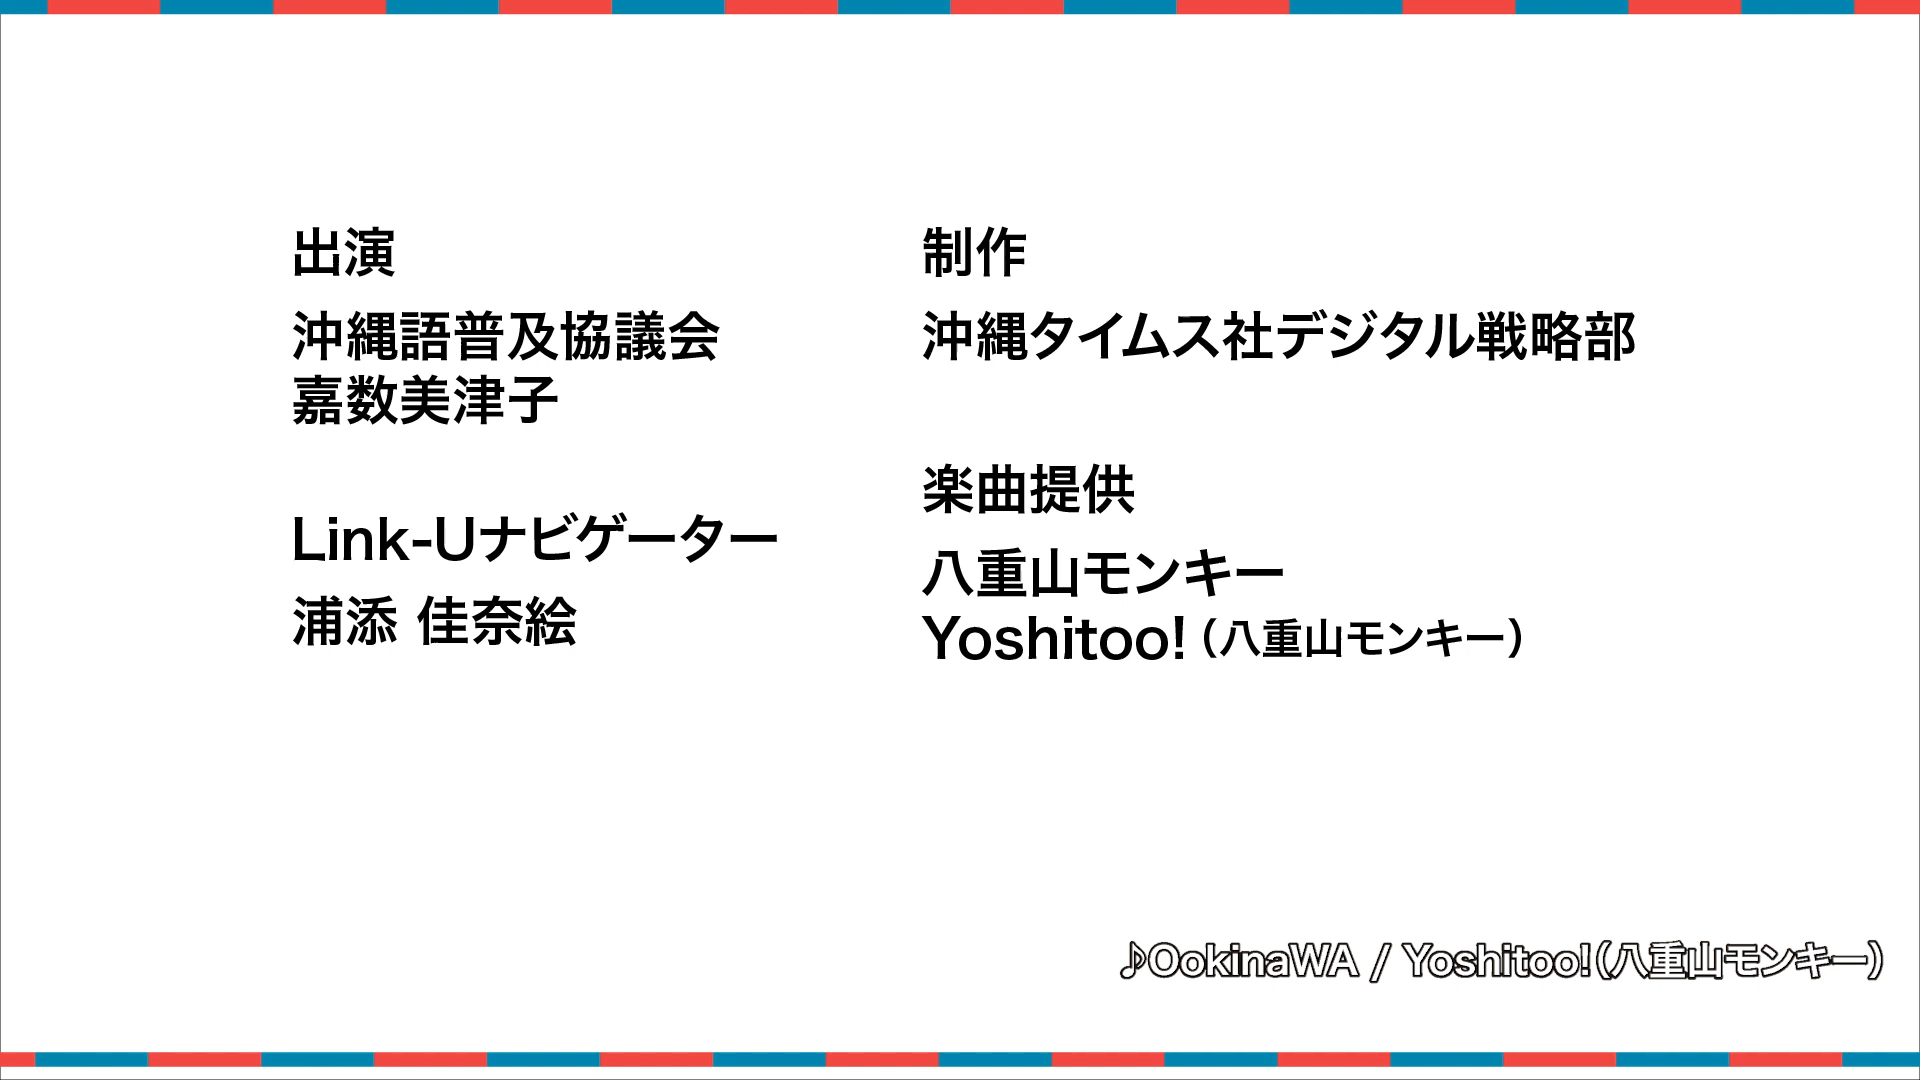 出演
沖縄語普及協議会
嘉数美津子
Link-Uナビゲーター
浦添 佳奈絵
制作
沖縄タイムス社デジタル戦略部
楽曲提供
八重山モンキー
Yoshitoo!（八重山モンキー）
♪OokinaWA / Yoshitoo!（八重山モンキー）